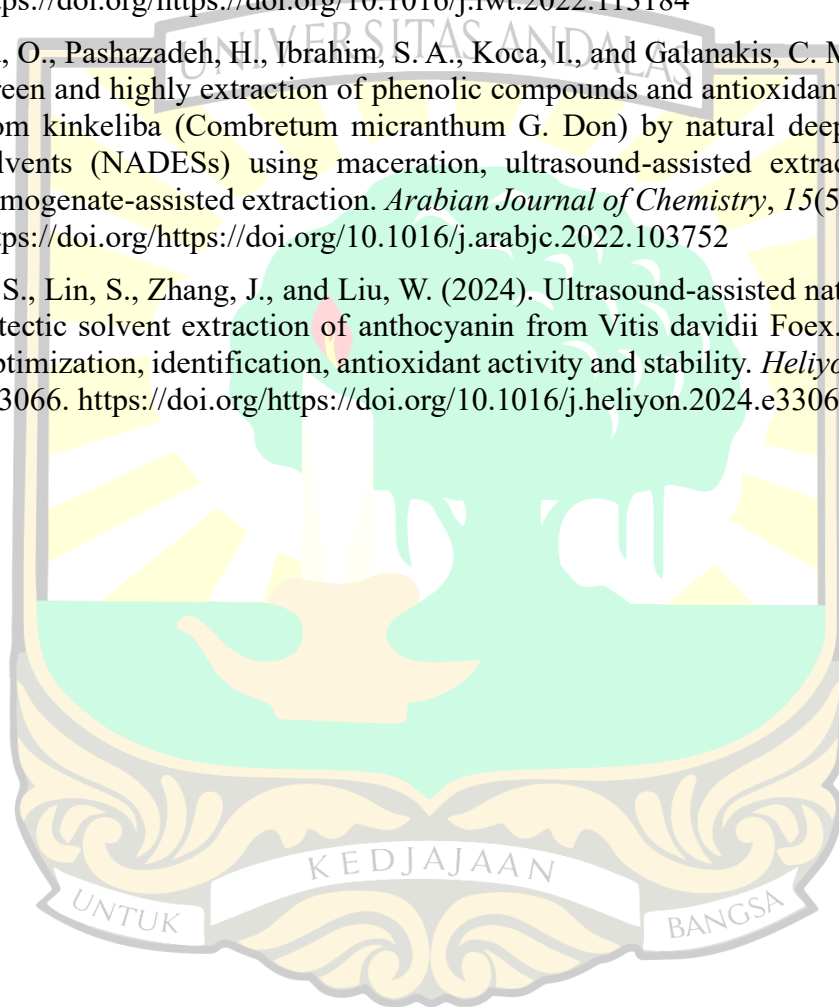 tps://doi.org/https://doi.org/10.1016/j.lwt.2022.113184
UNIVERSITAS ANDALAS
., O., Pashazadeh, H., Ibrahim, S. A., Koca, I., and Galanakis, C. M
reen and highly extraction of phenolic compounds and antioxidant
om kinkeliba (Combretum micranthum G. Don) by natural deep
lvents (NADESs) using maceration, ultrasound-assisted extrac
mogenate-assisted extraction. Arabian Journal of Chemistry, 15(5
tps://doi.org/https://doi.org/10.1016/j.arabjc.2022.103752
S., Lin, S., Zhang, J., and Liu, W. (2024). Ultrasound-assisted nat
tectic solvent extraction of anthocyanin from Vitis davidii Foex.
ptimization, identification, antioxidant activity and stability. Heliyo
3066. https://doi.org/https://doi.org/10.1016/j.heliyon.2024.e3306
KEDJAJAAN
UNTUK
BANGSA